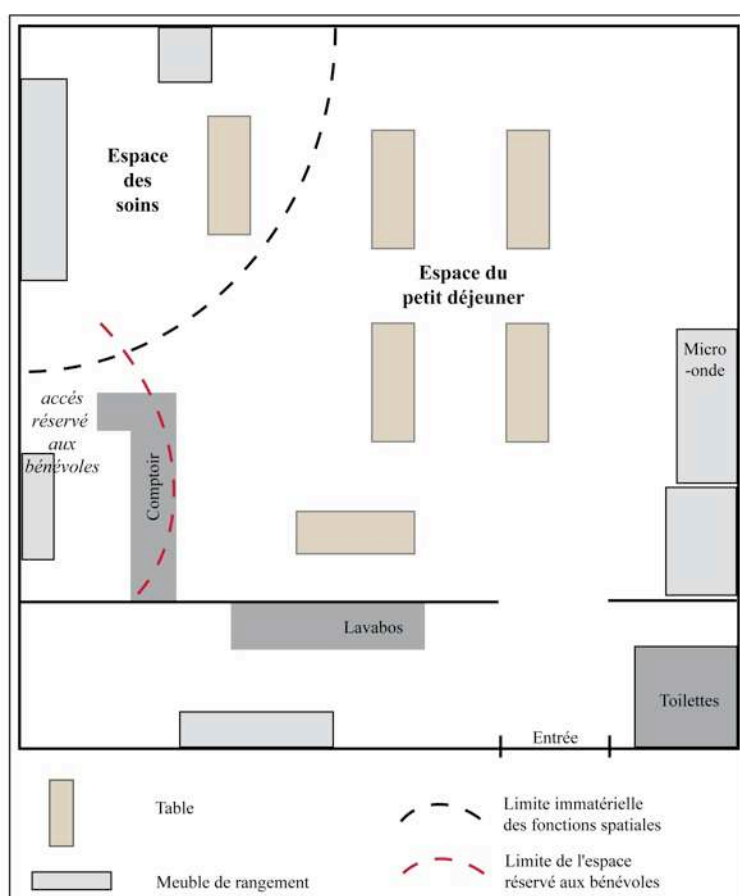 Espace
des
soins
Espace du
petit déjeuner
Micro
-onde
accés
réservé
aux
bénévoles
Comptoir
Lavabos
Toilettes
Entrée
Table
Limite immatérielle
des fonctions spatiales
Meuble de rangement
Limite de l'espace
réservé aux bénévoles